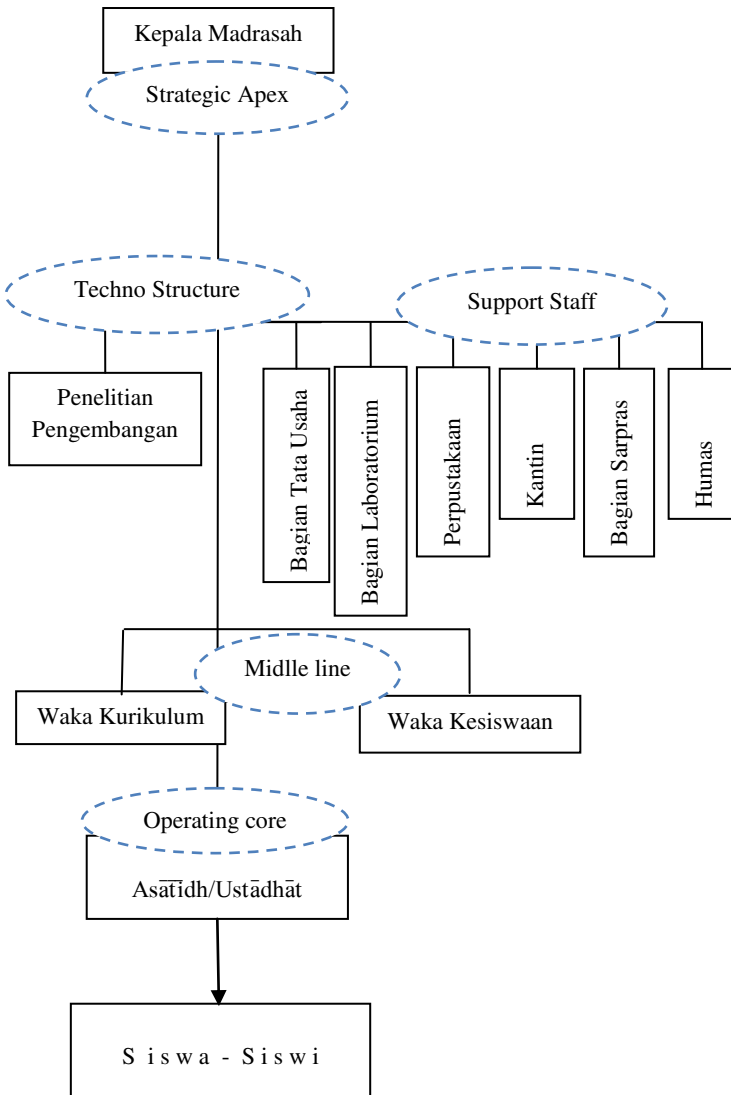 Kepala Madrasah
Strategic Apex
Techno Structure
Support Staff
Penelitian
Pengembangan
Bagian Tata Usaha
Bagian Laboratorium
Perpustakaan
Kantin
Bagian Sarpras
Humas
Midlle line
Waka Kurikulum
Waka Kesiswaan
Operating core
Asātīdh/Ustādhāt
S i s w a - S i s w i